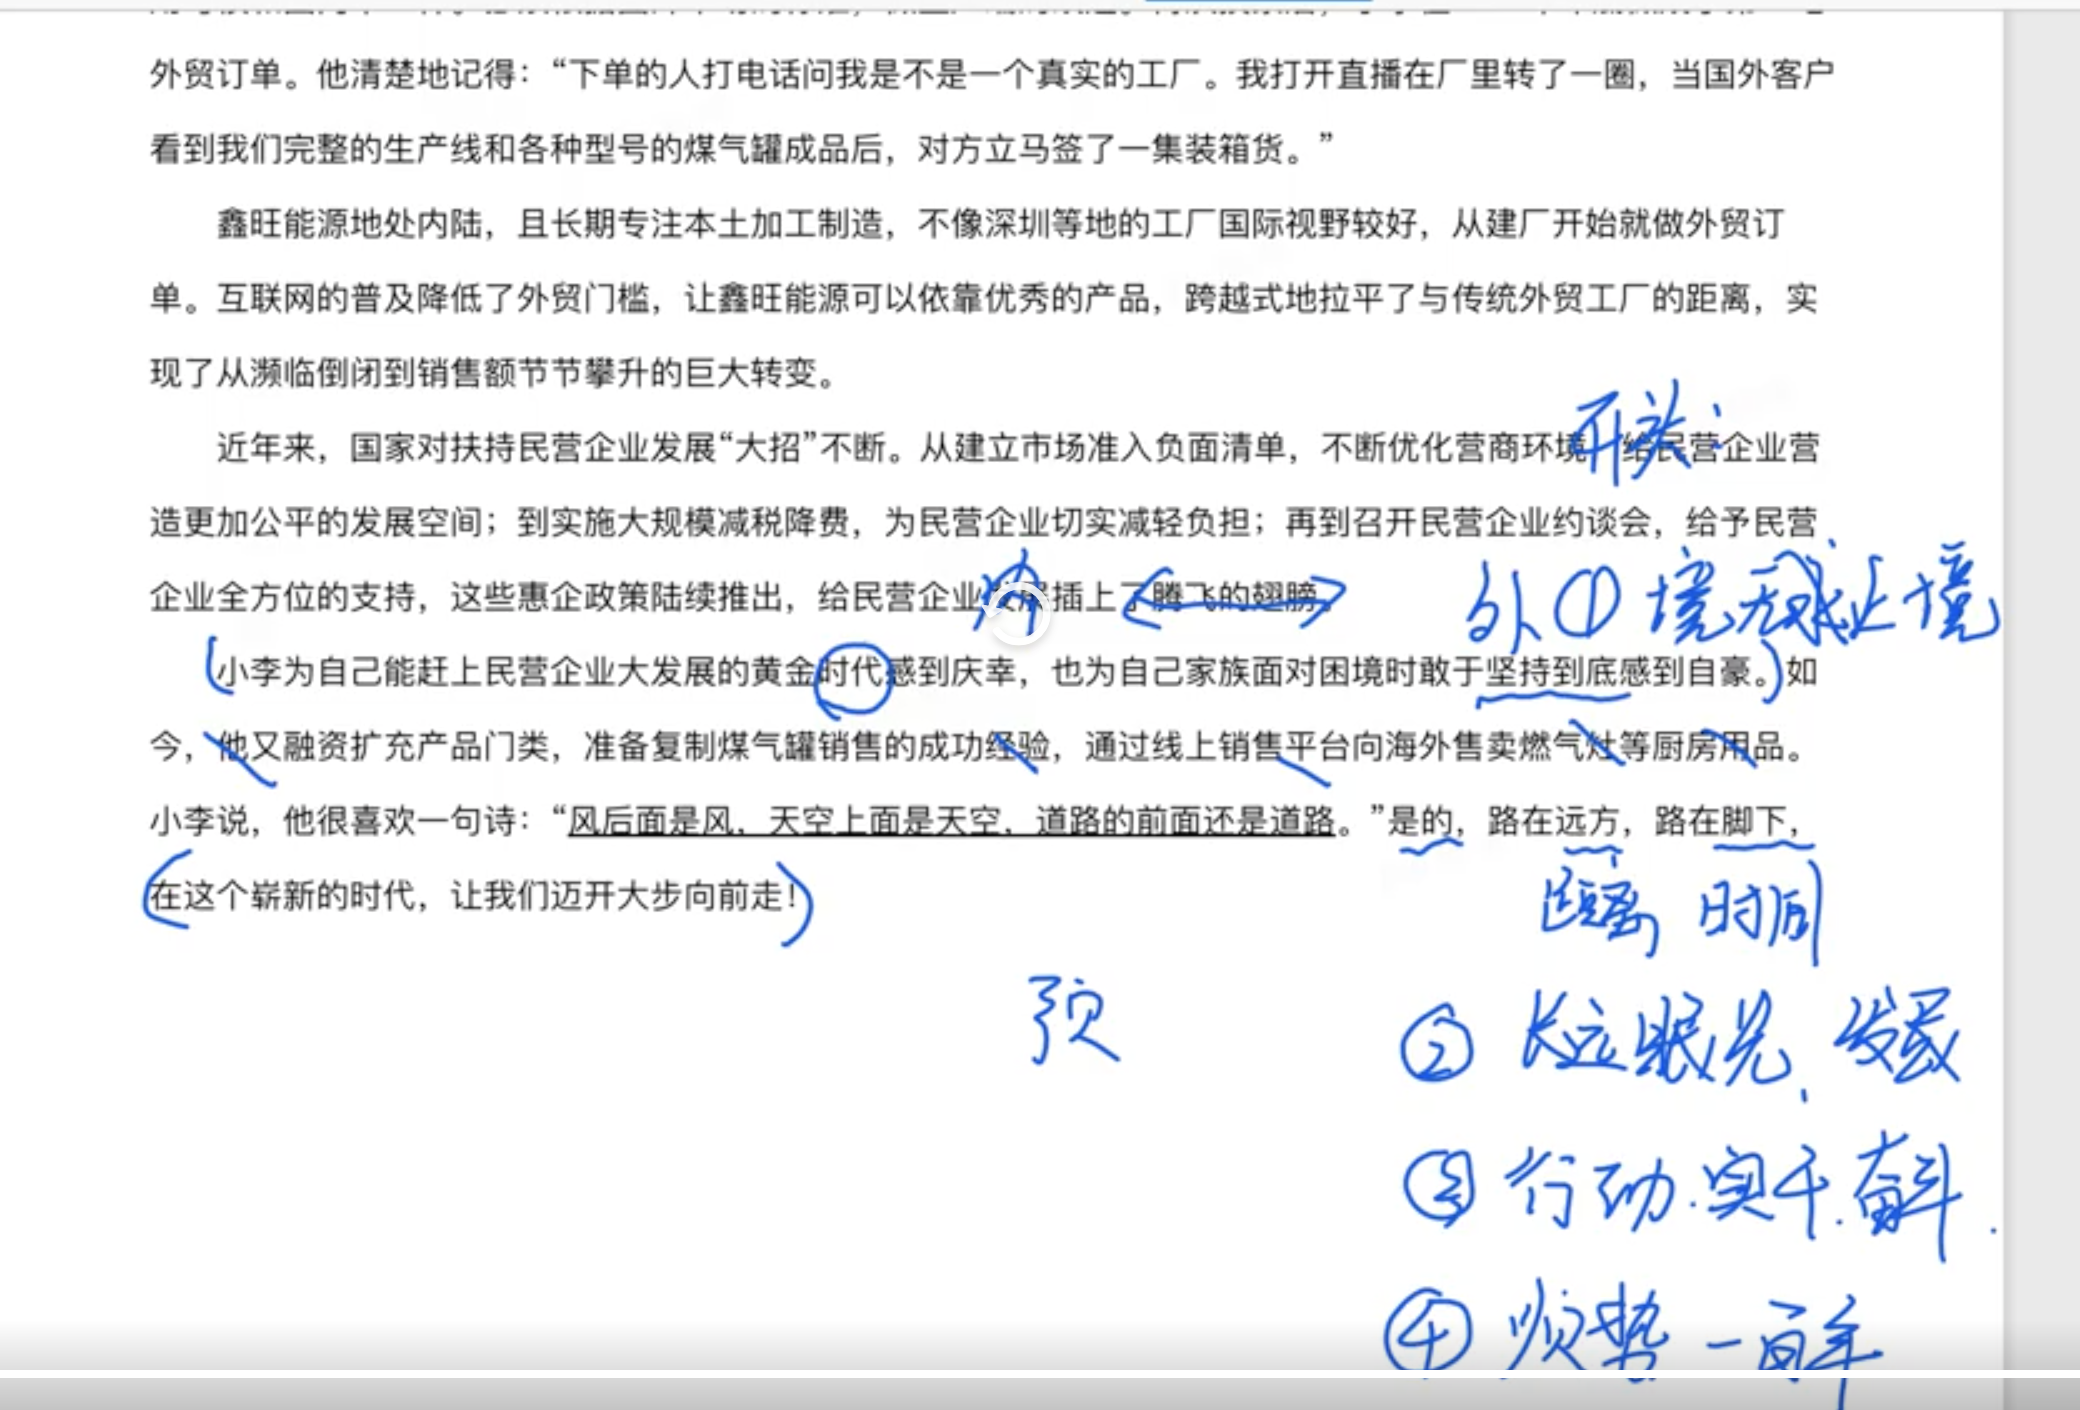 外贸订单。他清楚地记得：“下单的人打电话问我是不是一个真实的工厂。我打开直播在厂里转了一圈，当国外客户
看到我们完整的生产线和各种型号的煤气罐成品后，对方立马签了一集装箱货。”
鑫旺能源地处内陆，且长期专注本土加工制造，不像深圳等地的工厂国际视野较好，从建厂开始就做外贸订
单。互联网的普及降低了外贸门槛，让鑫旺能源可以依靠优秀的产品，跨越式地拉平了与传统外贸工厂的距离，实
现了从濒临倒闭到销售额节节攀升的巨大转变。
开头：
近年来，国家对扶持民营企业发展“大招”不断。从建立市场准入负面清单，不断优化营商环境，给民营企业营
造更加公平的发展空间；到实施大规模减税降费，为民营企业切实减轻负担；再到召开民营企业约谈会，给予民营
企业全方位的支持，这些惠企政策陆续推出，给民营企业发展插上了腾飞的翅膀。
外 ① 境 无 止境
小李为自己能赶上民营企业大发展的黄金时代感到庆幸，也为自己家族面对困境时敢于坚持到底感到自豪。如
今，他又融资扩充产品门类，准备复制煤气罐销售的成功经验，通过线上销售平台向海外售卖燃气灶等厨房用品。
小李说，他很喜欢一句诗：“风后面是风，天空上面是天空，道路的前面还是道路。”是的，路在远方，路在脚下，
在这个崭新的时代，让我们迈开大步向前走！
距离 时间
预
② 长远眼光、发展
③ 行动.实干.奋斗.
④ 顺势一